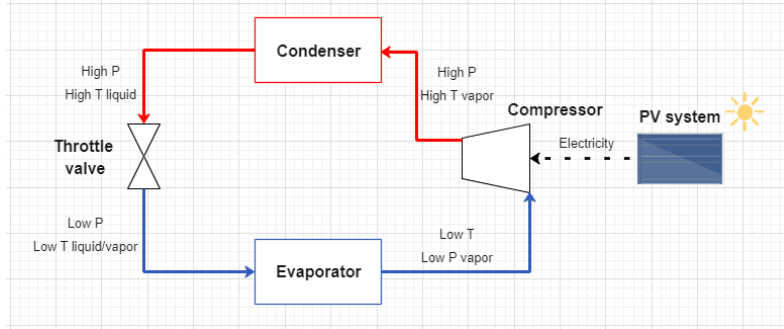 Condenser
High P
High T liquid
High P
High T vapor
Compressor
PV system
Electricity
Throttle
valve
Low P
Low T liquid/vapor
Evaporator
Low T
Low P vapor